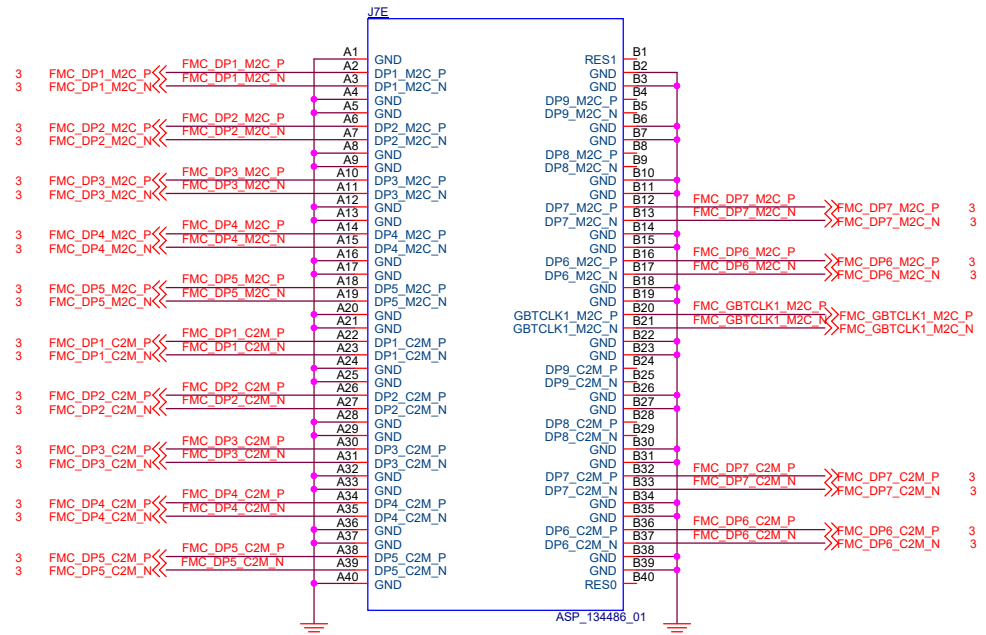 J7E
A1 GND RES1 B1
3 FMC_DP1_M2C_P FMC_DP1_M2C_P A2 DP1_M2C_P GND B2
3 FMC_DP1_M2C_N FMC_DP1_M2C_N A3 DP1_M2C_N GND B3
A4 GND DP9_M2C_P B4
A5 GND DP9_M2C_N B5
3 FMC_DP2_M2C_P FMC_DP2_M2C_P A6 DP2_M2C_P GND B6
3 FMC_DP2_M2C_N FMC_DP2_M2C_N A7 DP2_M2C_N GND B7
A8 GND DP8_M2C_P B8
A9 GND DP8_M2C_N B9
3 FMC_DP3_M2C_P FMC_DP3_M2C_P A10 DP3_M2C_P GND B10
3 FMC_DP3_M2C_N FMC_DP3_M2C_N A11 DP3_M2C_N GND B11
A12 GND DP7_M2C_P B12 FMC_DP7_M2C_P FMC_DP7_M2C_P 3
A13 GND DP7_M2C_N B13 FMC_DP7_M2C_N FMC_DP7_M2C_N 3
3 FMC_DP4_M2C_P FMC_DP4_M2C_P A14 DP4_M2C_P GND B14
3 FMC_DP4_M2C_N FMC_DP4_M2C_N A15 DP4_M2C_N GND B15
A16 GND DP6_M2C_P B16 FMC_DP6_M2C_P FMC_DP6_M2C_P 3
A17 GND DP6_M2C_N B17 FMC_DP6_M2C_N FMC_DP6_M2C_N 3
3 FMC_DP5_M2C_P FMC_DP5_M2C_P A18 DP5_M2C_P GND B18
3 FMC_DP5_M2C_N FMC_DP5_M2C_N A19 DP5_M2C_N GND B19
A20 GND GBTCLK1_M2C_P B20 FMC_GBTCLK1_M2C_P FMC_GBTCLK1_M2C_P
A21 GND GBTCLK1_M2C_N B21 FMC_GBTCLK1_M2C_N FMC_GBTCLK1_M2C_N
3 FMC_DP1_C2M_P FMC_DP1_C2M_P A22 DP1_C2M_P GND B22
3 FMC_DP1_C2M_N FMC_DP1_C2M_N A23 DP1_C2M_N GND B23
A24 GND DP9_C2M_P B24
A25 GND DP9_C2M_N B25
3 FMC_DP2_C2M_P FMC_DP2_C2M_P A26 DP2_C2M_P GND B26
3 FMC_DP2_C2M_N FMC_DP2_C2M_N A27 DP2_C2M_N GND B27
A28 GND DP8_C2M_P B28
A29 GND DP8_C2M_N B29
3 FMC_DP3_C2M_P FMC_DP3_C2M_P A30 DP3_C2M_P GND B30
3 FMC_DP3_C2M_N FMC_DP3_C2M_N A31 DP3_C2M_N GND B31
A32 GND DP7_C2M_P B32 FMC_DP7_C2M_P FMC_DP7_C2M_P 3
A33 GND DP7_C2M_N B33 FMC_DP7_C2M_N FMC_DP7_C2M_N 3
3 FMC_DP4_C2M_P FMC_DP4_C2M_P A34 DP4_C2M_P GND B34
3 FMC_DP4_C2M_N FMC_DP4_C2M_N A35 DP4_C2M_N GND B35
A36 GND DP6_C2M_P B36 FMC_DP6_C2M_P FMC_DP6_C2M_P 3
A37 GND DP6_C2M_N B37 FMC_DP6_C2M_N FMC_DP6_C2M_N 3
3 FMC_DP5_C2M_P FMC_DP5_C2M_P A38 DP5_C2M_P GND B38
3 FMC_DP5_C2M_N FMC_DP5_C2M_N A39 DP5_C2M_N GND B39
A40 GND RES0 B40
ASP_134486_01